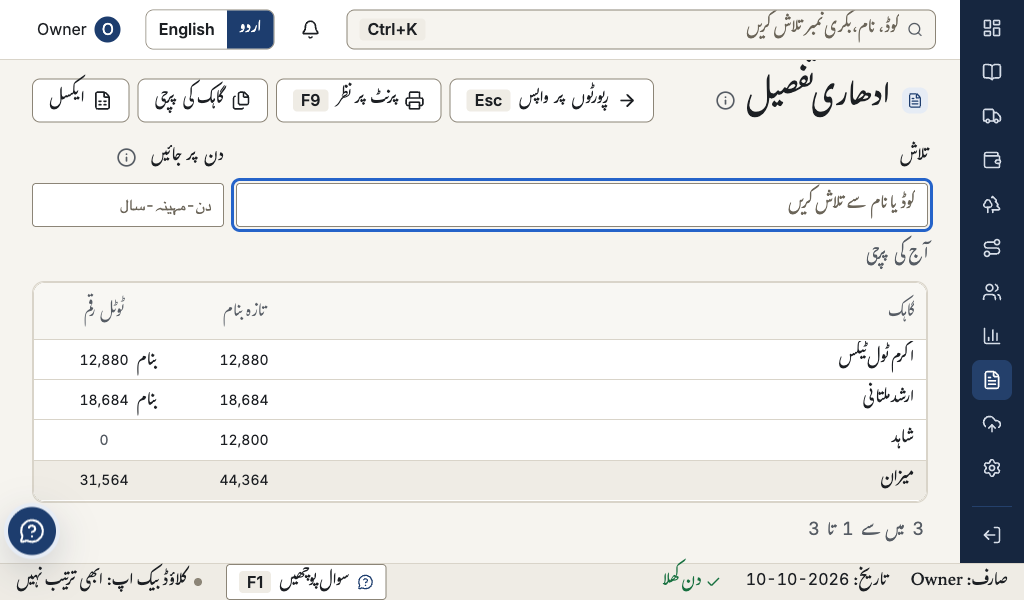 کوڈ، نام، بکری نمبر تلاش کریں Ctrl+K
اردو English
Owner O
ادھاری تفصیل
رپورٹوں پر واپس Esc
پرنٹ پر نظر F9
گاہک کی پرچی
ایکسل
تلاش
دن پر جائیں
کوڈ یا نام سے تلاش کریں
دن-مہینہ-سال
آج کی پرچی
گاہک تازہ بنام ٹوٹل رقم
اکرم ٹول ٹیکس 12,880 بنام 12,880
ارشد ملتانی 18,684 بنام 18,684
شاہد 12,800 0
میزان 44,364 31,564
3 میں سے 1 تا 3
صارف: Owner تاریخ: 10-10-2026 دن کھلا
سوال پوچھیں F1
کلاؤڈ بیک اپ: ابھی ترتیب نہیں